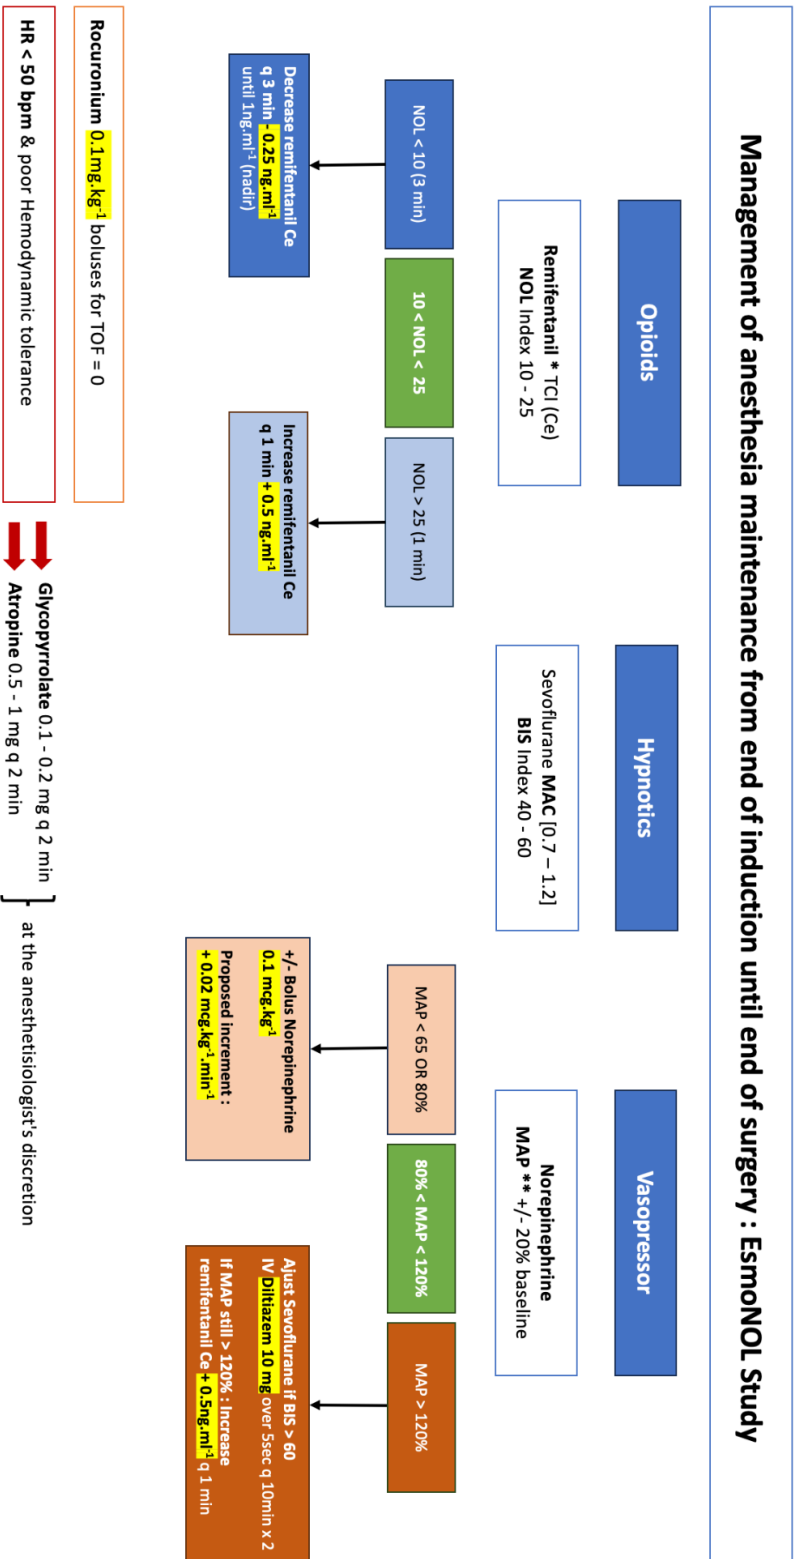 Management of anesthesia maintenance from end of induction until end of surgery : EsmoNOL Study
Opioids
Remifentanil * TCI (Ce)
NOL Index 10 - 25
NOL < 10 (3 min)
10 < NOL < 25
NOL > 25 (1 min)
Decrease remifentanil Ce
q 3 min - 0.25 ng.ml⁻¹
until 1ng.ml⁻¹ (nadir)
Increase remifentanil Ce
q 1 min + 0.5 ng.ml⁻¹
Hypnotics
Sevoflurane MAC [0.7 – 1.2]
BIS Index 40 - 60
Vasopressor
Norepinephrine
MAP ** +/- 20% baseline
MAP < 65 OR 80%
80% < MAP < 120%
MAP > 120%
+/- Bolus Norepinephrine
0.1 mcg.kg⁻¹
Proposed increment :
+ 0.02 mcg.kg⁻¹.min⁻¹
Ajust Sevoflurane if BIS > 60
IV Diltiazem 10 mg over 5sec q 10min x 2
If MAP still > 120% : Increase
remifentanil Ce + 0.5ng.ml⁻¹ q 1 min
Rocuronium 0.1mg.kg⁻¹ boluses for TOF = 0
HR < 50 bpm & poor Hemodynamic tolerance
Glycopyrrolate 0.1 - 0.2 mg q 2 min
Atropine 0.5 - 1 mg q 2 min
at the anesthetisiologist's discretion